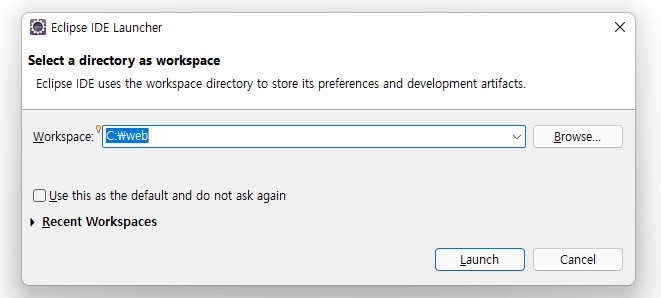 Eclipse IDE Launcher
Select a directory as workspace
Eclipse IDE uses the workspace directory to store its preferences and development artifacts.
Workspace: C:₩web Browse...
Use this as the default and do not ask again
Recent Workspaces
Launch Cancel